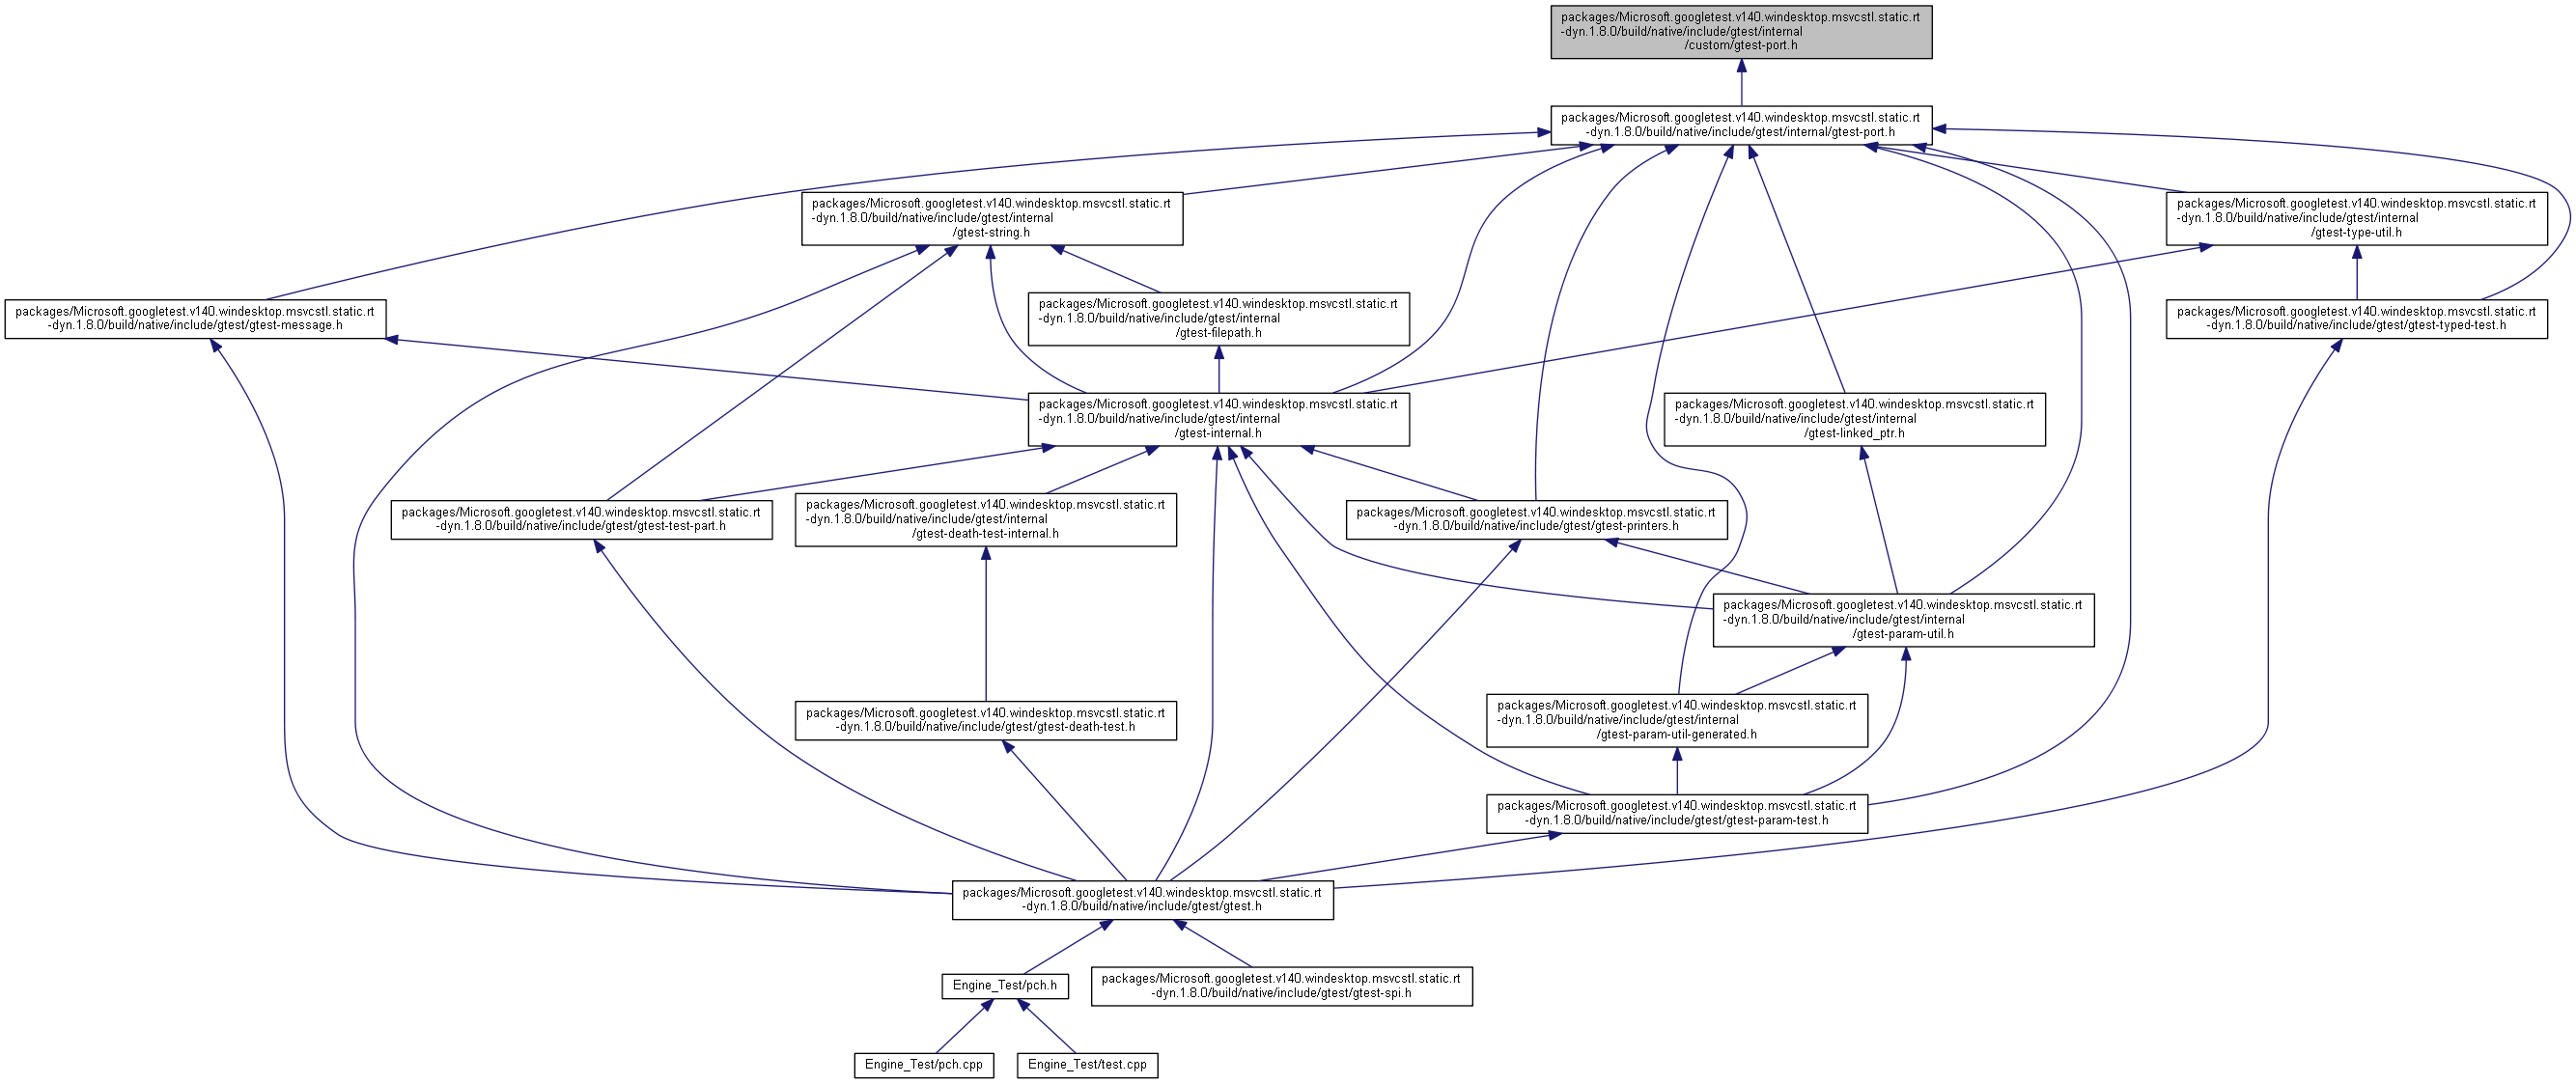 packages/Microsoft.googletest.v140.windesktop.msvcstl.static.rt
-dyn.1.8.0/build/native/include/gtest/internal
/custom/gtest-port.h
packages/Microsoft.googletest.v140.windesktop.msvcstl.static.rt
-dyn.1.8.0/build/native/include/gtest/internal/gtest-port.h
packages/Microsoft.googletest.v140.windesktop.msvcstl.static.rt
-dyn.1.8.0/build/native/include/gtest/internal
/gtest-string.h
packages/Microsoft.googletest.v140.windesktop.msvcstl.static.rt
-dyn.1.8.0/build/native/include/gtest/internal
/gtest-type-util.h
packages/Microsoft.googletest.v140.windesktop.msvcstl.static.rt
-dyn.1.8.0/build/native/include/gtest/gtest-message.h
packages/Microsoft.googletest.v140.windesktop.msvcstl.static.rt
-dyn.1.8.0/build/native/include/gtest/internal
/gtest-filepath.h
packages/Microsoft.googletest.v140.windesktop.msvcstl.static.rt
-dyn.1.8.0/build/native/include/gtest/gtest-typed-test.h
packages/Microsoft.googletest.v140.windesktop.msvcstl.static.rt
-dyn.1.8.0/build/native/include/gtest/internal
/gtest-internal.h
packages/Microsoft.googletest.v140.windesktop.msvcstl.static.rt
-dyn.1.8.0/build/native/include/gtest/internal
/gtest-linked_ptr.h
packages/Microsoft.googletest.v140.windesktop.msvcstl.static.rt
-dyn.1.8.0/build/native/include/gtest/gtest-test-part.h
packages/Microsoft.googletest.v140.windesktop.msvcstl.static.rt
-dyn.1.8.0/build/native/include/gtest/internal
/gtest-death-test-internal.h
packages/Microsoft.googletest.v140.windesktop.msvcstl.static.rt
-dyn.1.8.0/build/native/include/gtest/gtest-printers.h
packages/Microsoft.googletest.v140.windesktop.msvcstl.static.rt
-dyn.1.8.0/build/native/include/gtest/internal
/gtest-param-util.h
packages/Microsoft.googletest.v140.windesktop.msvcstl.static.rt
-dyn.1.8.0/build/native/include/gtest/gtest-death-test.h
packages/Microsoft.googletest.v140.windesktop.msvcstl.static.rt
-dyn.1.8.0/build/native/include/gtest/internal
/gtest-param-util-generated.h
packages/Microsoft.googletest.v140.windesktop.msvcstl.static.rt
-dyn.1.8.0/build/native/include/gtest/gtest-param-test.h
packages/Microsoft.googletest.v140.windesktop.msvcstl.static.rt
-dyn.1.8.0/build/native/include/gtest/gtest.h
Engine_Test/pch.h
packages/Microsoft.googletest.v140.windesktop.msvcstl.static.rt
-dyn.1.8.0/build/native/include/gtest/gtest-spi.h
Engine_Test/pch.cpp
Engine_Test/test.cpp